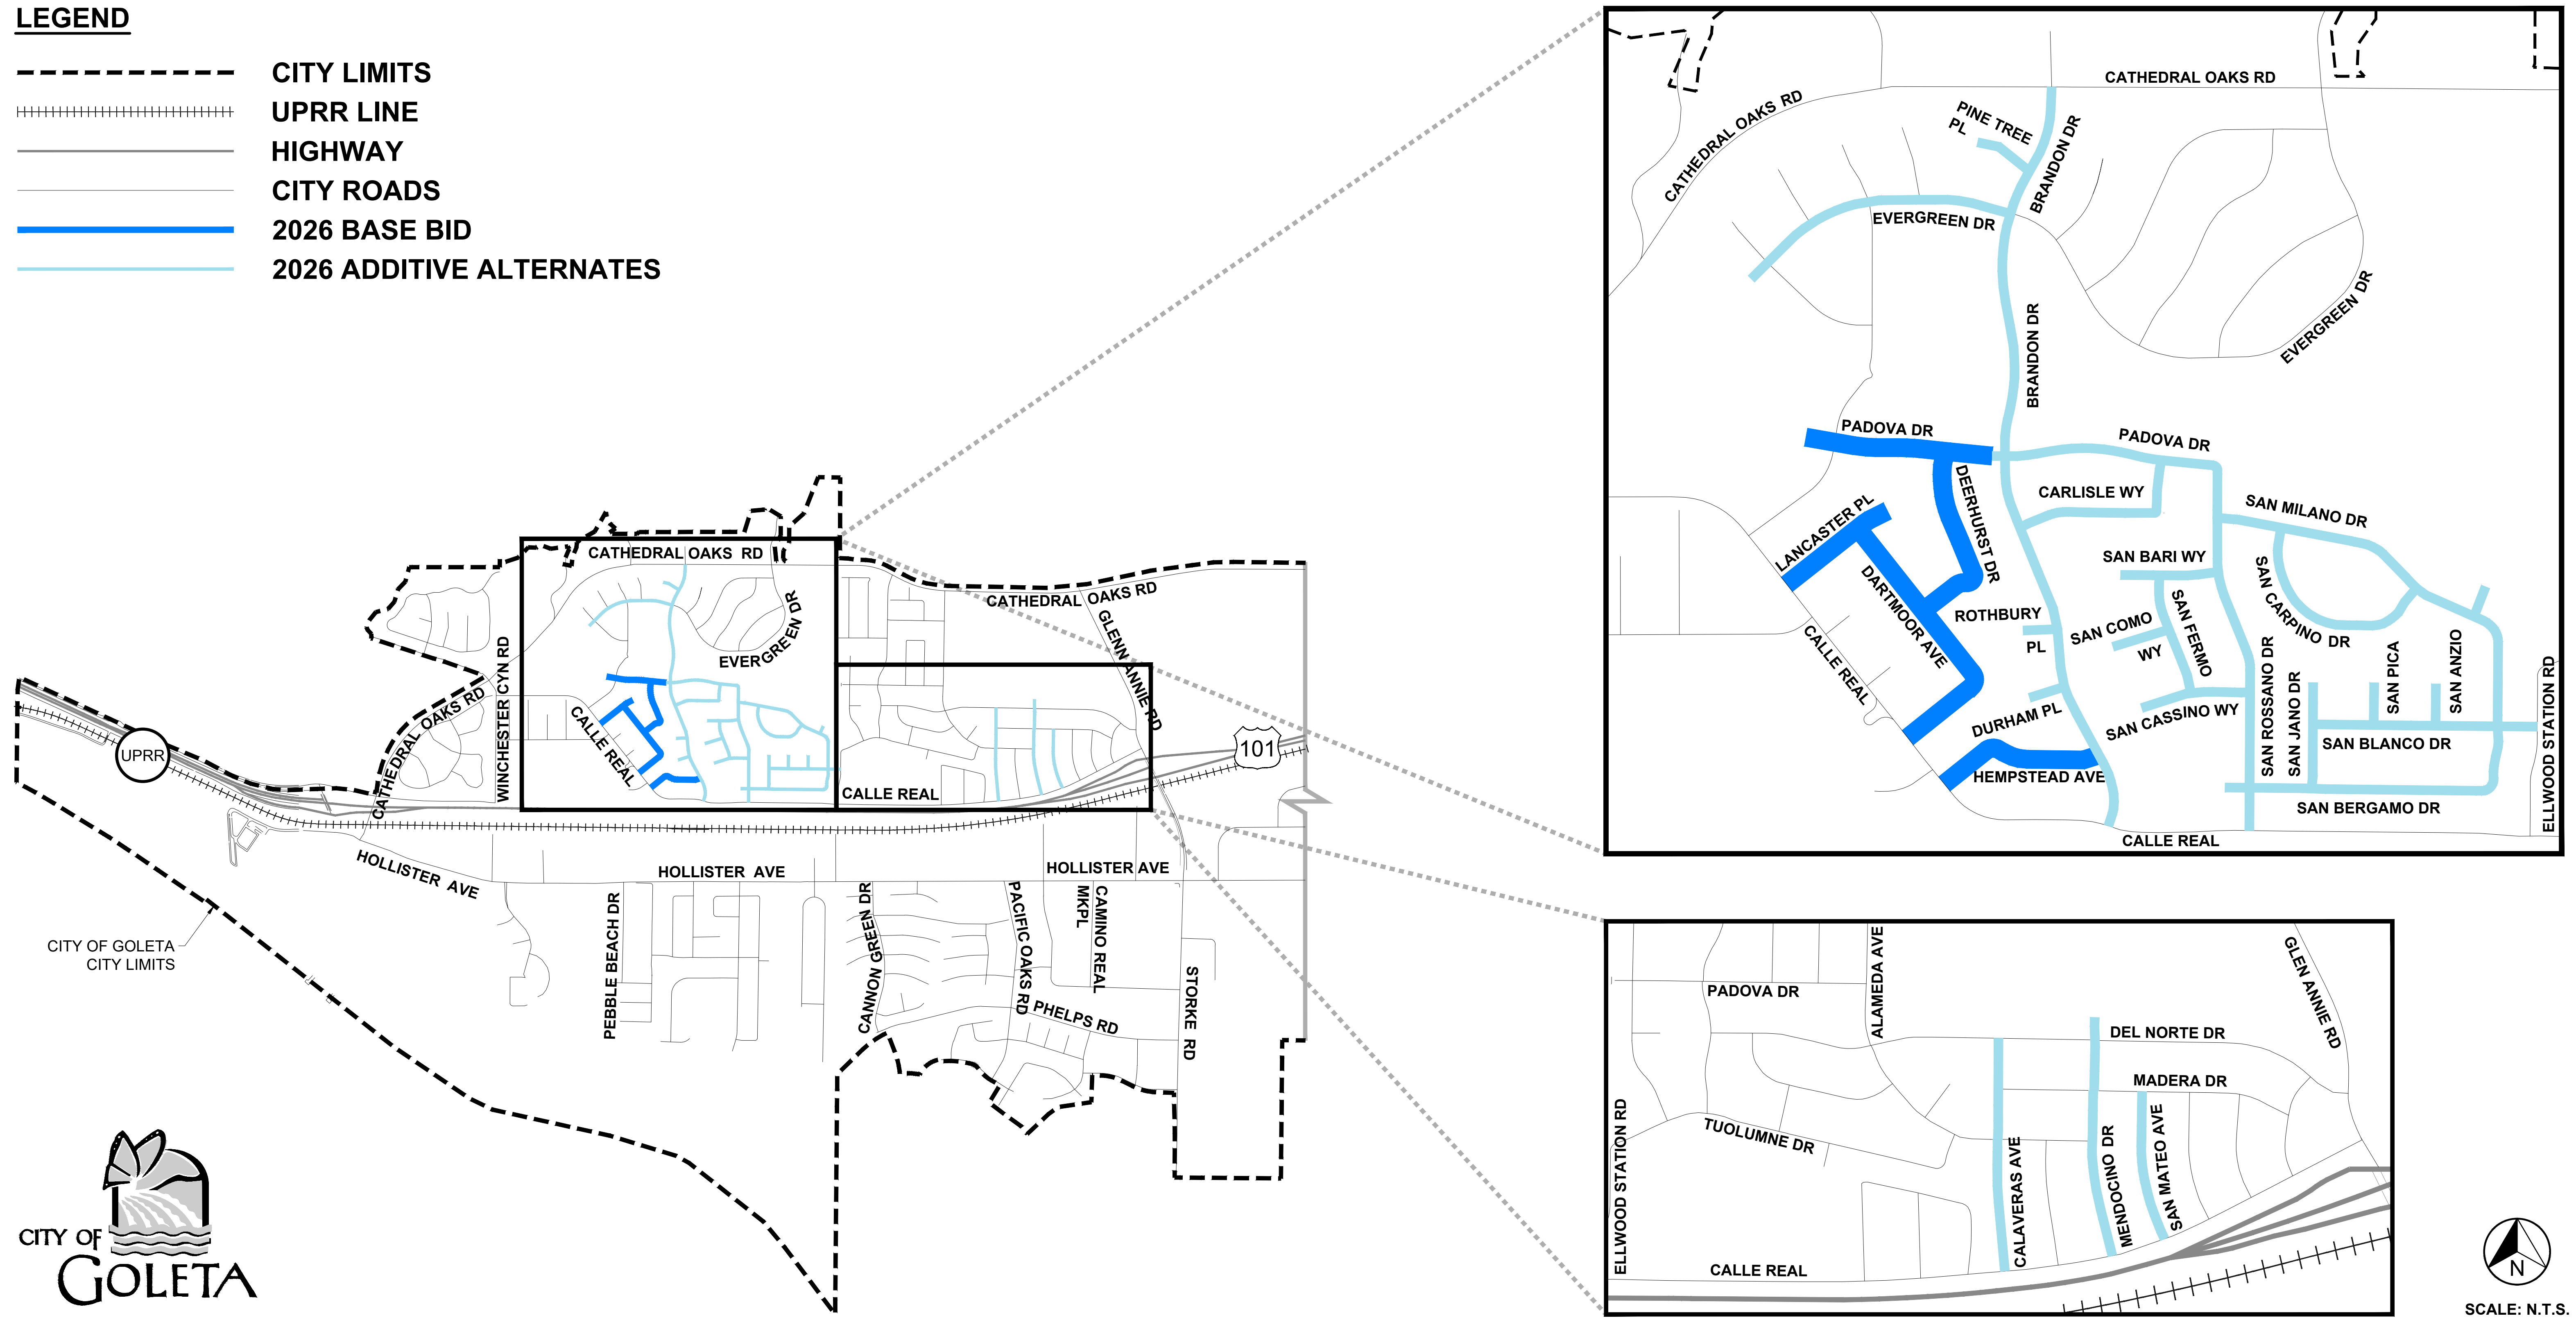 LEGEND
CITY LIMITS
UPRR LINE
HIGHWAY
CITY ROADS
2026 BASE BID
2026 ADDITIVE ALTERNATES
CATHEDRAL OAKS RD
EVERGREEN DR
CATHEDRAL OAKS RD
GLENN ANNIE RD
WINCHESTER CYN RD
CATHEDRAL OAKS RD
CALLE REAL
CALLE REAL
UPRR
101
HOLLISTER AVE
HOLLISTER AVE
HOLLISTER AVE
PEBBLE BEACH DR
CANNON GREEN DR
PACIFIC OAKS RD
CAMINO REAL
MKPL
PHELPS RD
STORKE RD
CITY OF GOLETA
CITY LIMITS
CITY OF
GOLETA
CATHEDRAL OAKS RD
CATHEDRAL OAKS RD
PINE TREE
PL
BRANDON DR
EVERGREEN DR
EVERGREEN DR
BRANDON DR
PADOVA DR
PADOVA DR
DEERHURST DR
CARLISLE WY
LANCASTER PL
SAN MILANO DR
SAN BARI WY
DARTMOOR AVE
ROTHBURY
PL
SAN COMO
WY
SAN FERMO
SAN CARPINO DR
CALLE REAL
DURHAM PL
SAN CASSINO WY
SAN ROSSANO DR
SAN JANO DR
SAN PICA
SAN ANZIO
SAN BLANCO DR
HEMPSTEAD AVE
SAN BERGAMO DR
ELLWOOD STATION RD
CALLE REAL
ALAMEDA AVE
GLEN ANNIE RD
PADOVA DR
DEL NORTE DR
MADERA DR
TUOLUMNE DR
ELLWOOD STATION RD
CALAVERAS AVE
MENDOCINO DR
SAN MATEO AVE
CALLE REAL
N
SCALE: N.T.S.